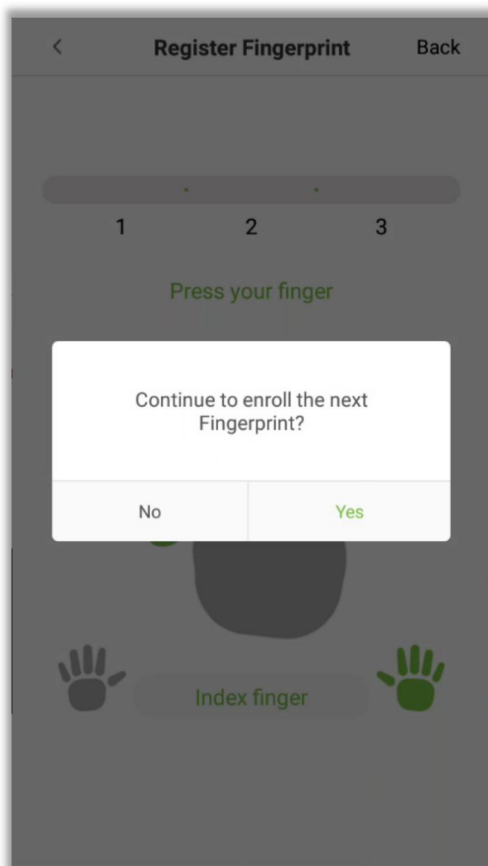 Register Fingerprint Back
1 2 3
Press your finger
Continue to enroll the next
Fingerprint?
No Yes
Index finger